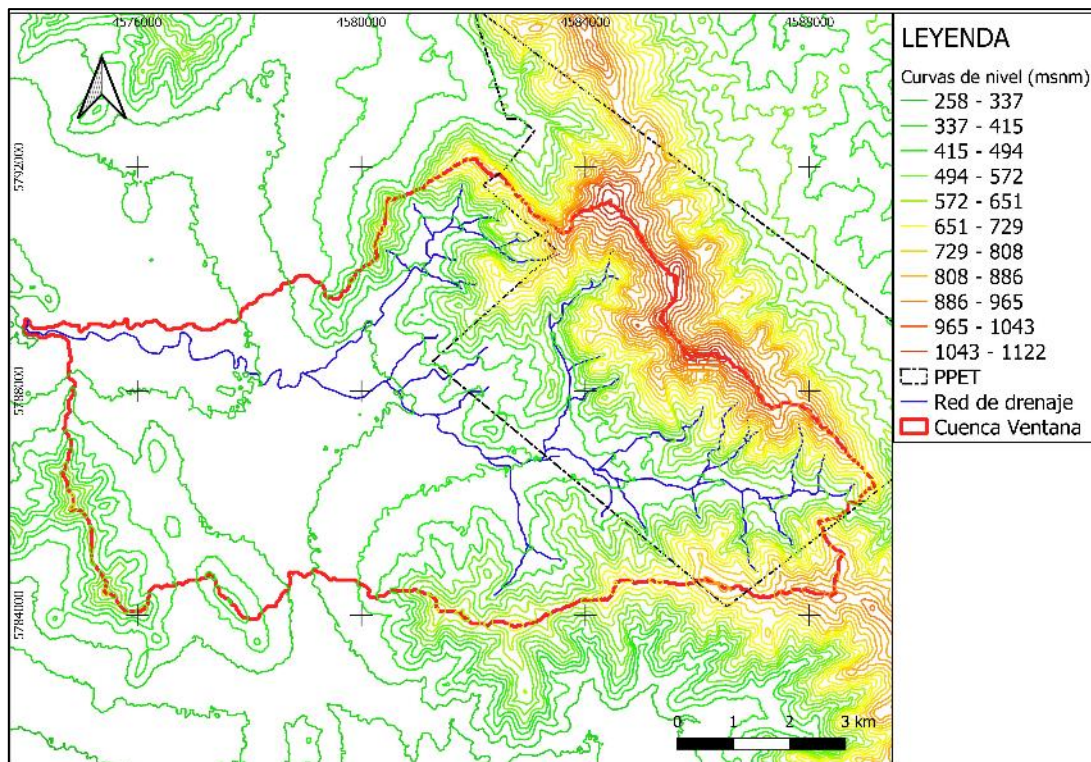 4576000 4580000 4584000 4588000
5792000
5788000
5784000
0 1 2 3 km
LEYENDA
Curvas de nivel (msnm)
258 - 337
337 - 415
415 - 494
494 - 572
572 - 651
651 - 729
729 - 808
808 - 886
886 - 965
965 - 1043
1043 - 1122
PPET
Red de drenaje
Cuenca Ventana